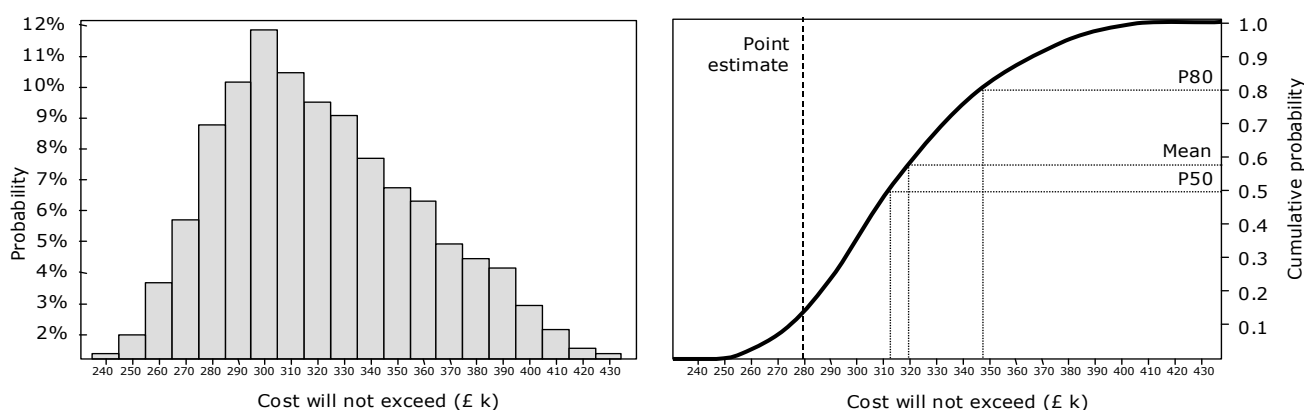 12%
11%
10%
9%
8%
7%
6%
5%
4%
3%
2%
Probability
240 250 260 270 280 290 300 310 320 330 340 350 360 370 380 390 400 410 420 430
Cost will not exceed (£ k)
Point
estimate
P80
Mean
P50
1.0
0.9
0.8
0.7
0.6
0.5
0.4
0.3
0.2
0.1
Cumulative probability
240 250 260 270 280 290 300 310 320 330 340 350 360 370 380 390 400 410 420 430
Cost will not exceed (£ k)